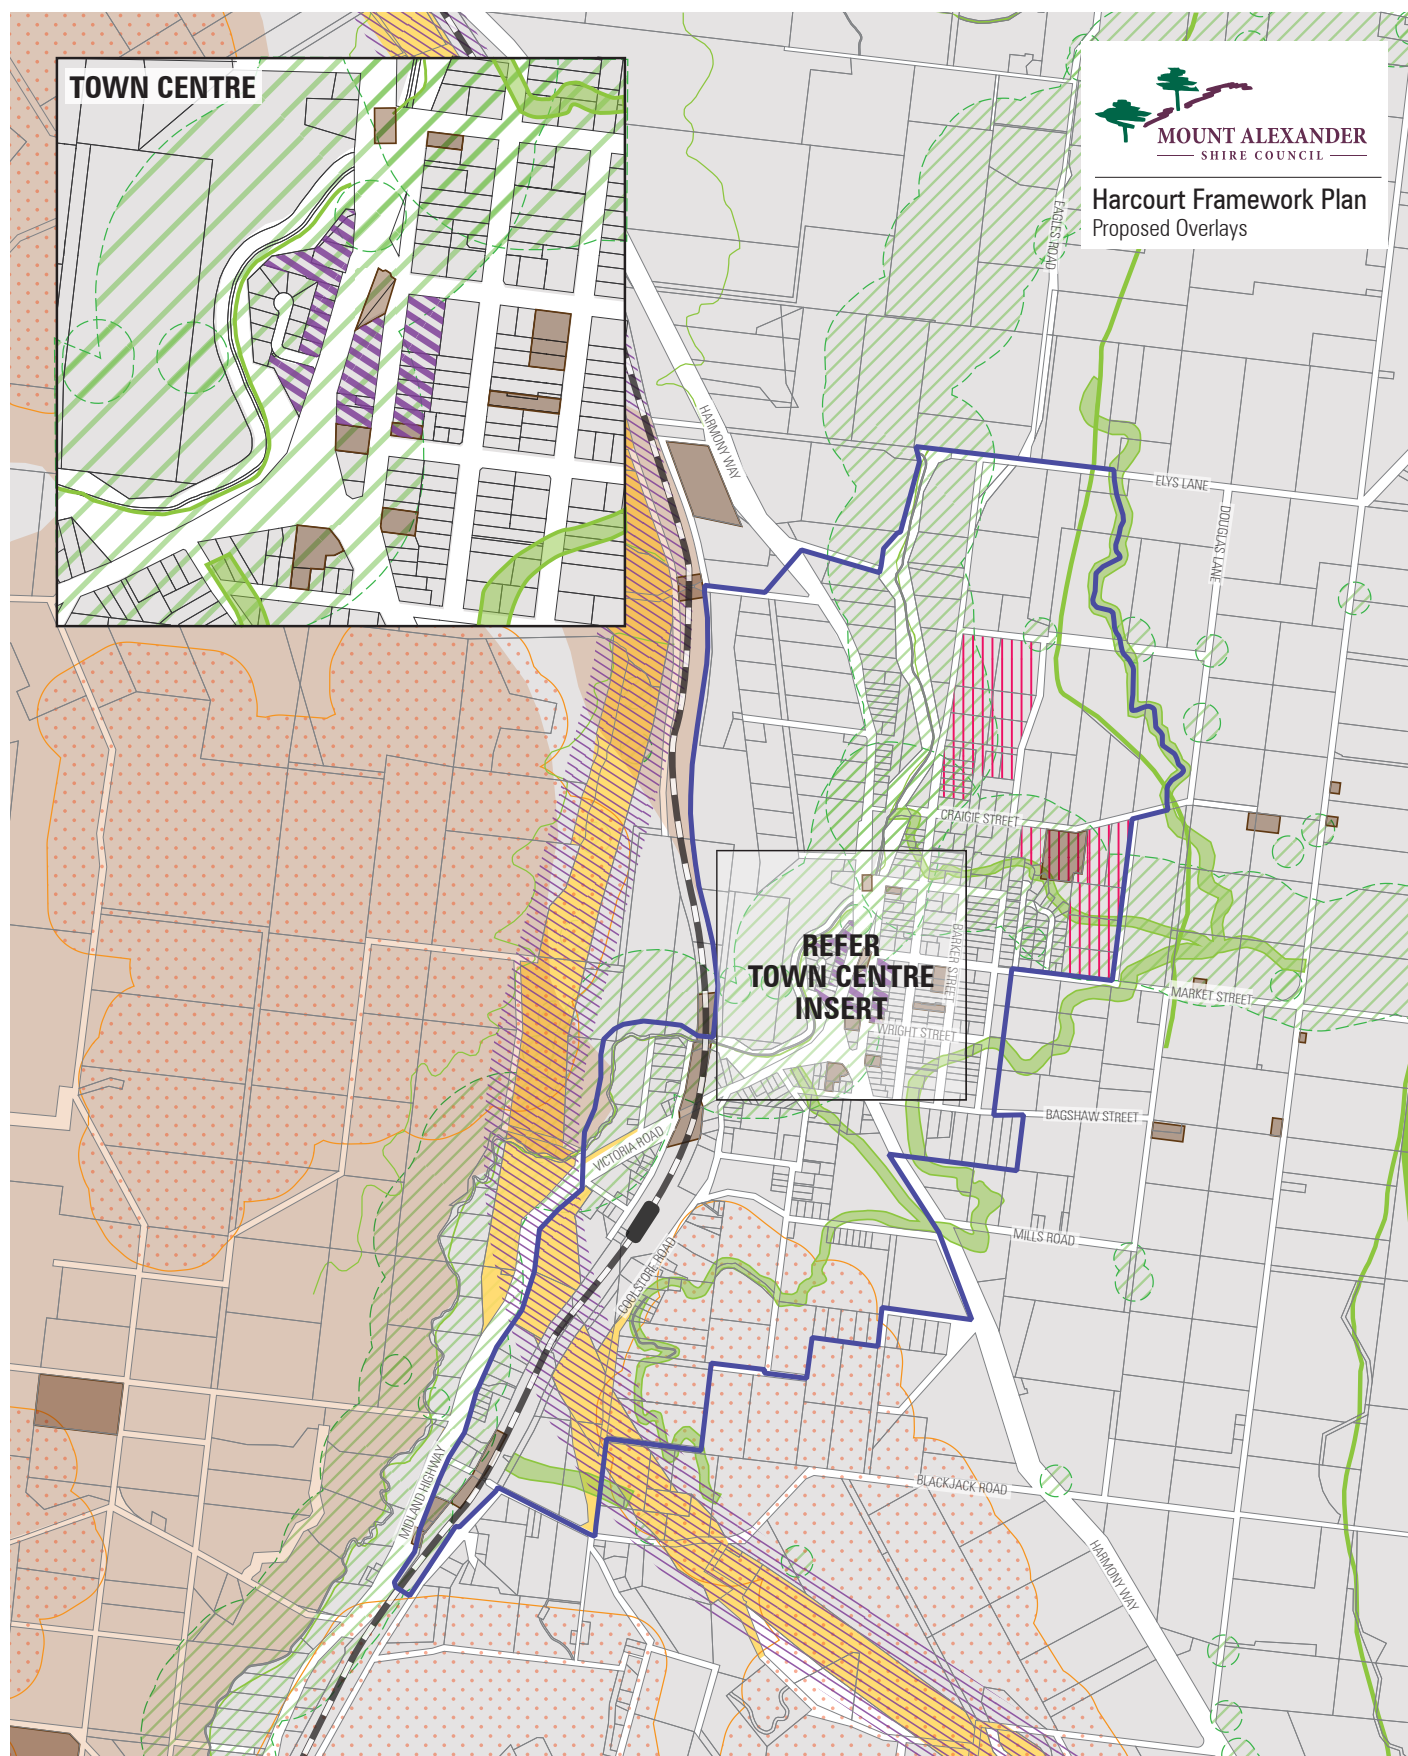 TOWN CENTRE
MOUNT ALEXANDER
SHIRE COUNCIL
Harcourt Framework Plan
Proposed Overlays
EAGLES ROAD
HARMONY WAY
ELYS LANE
DOUGLAS LANE
CRAIGIE STREET
REFER
TOWN CENTRE
INSERT
BARKER STREET
WRIGHT STREET
MARKET STREET
BAGSHAW STREET
VICTORIA ROAD
MILLS ROAD
COOLSTORE ROAD
MIDLAND HIGHWAY
BLACKJACK ROAD
HARMONY WAY